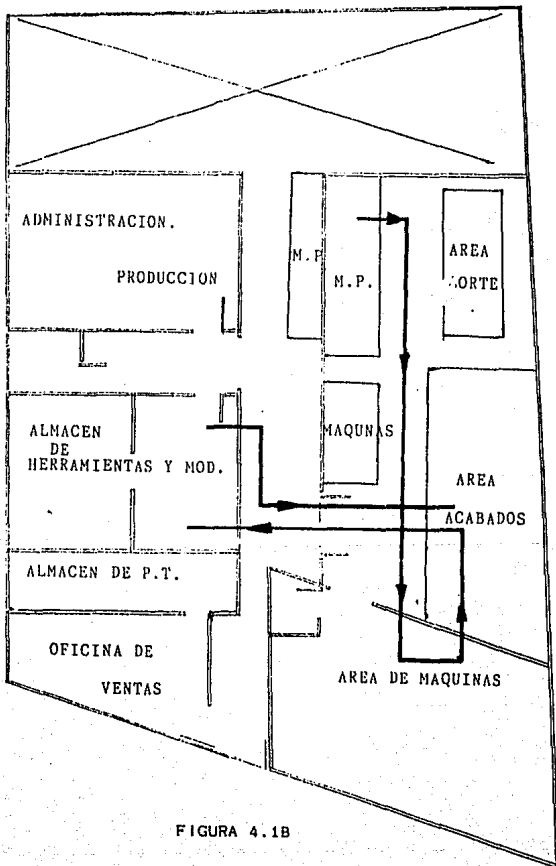 ADMINISTRACION.
PRODUCCION
M.P
M.P.
AREA
CORTE
ALMACEN
DE
HERRAMIENTAS Y MOD.
MAQUNAS
AREA
ACABADOS
ALMACEN DE P.T.
OFICINA DE
VENTAS
AREA DE MAQUINAS
FIGURA 4.1B